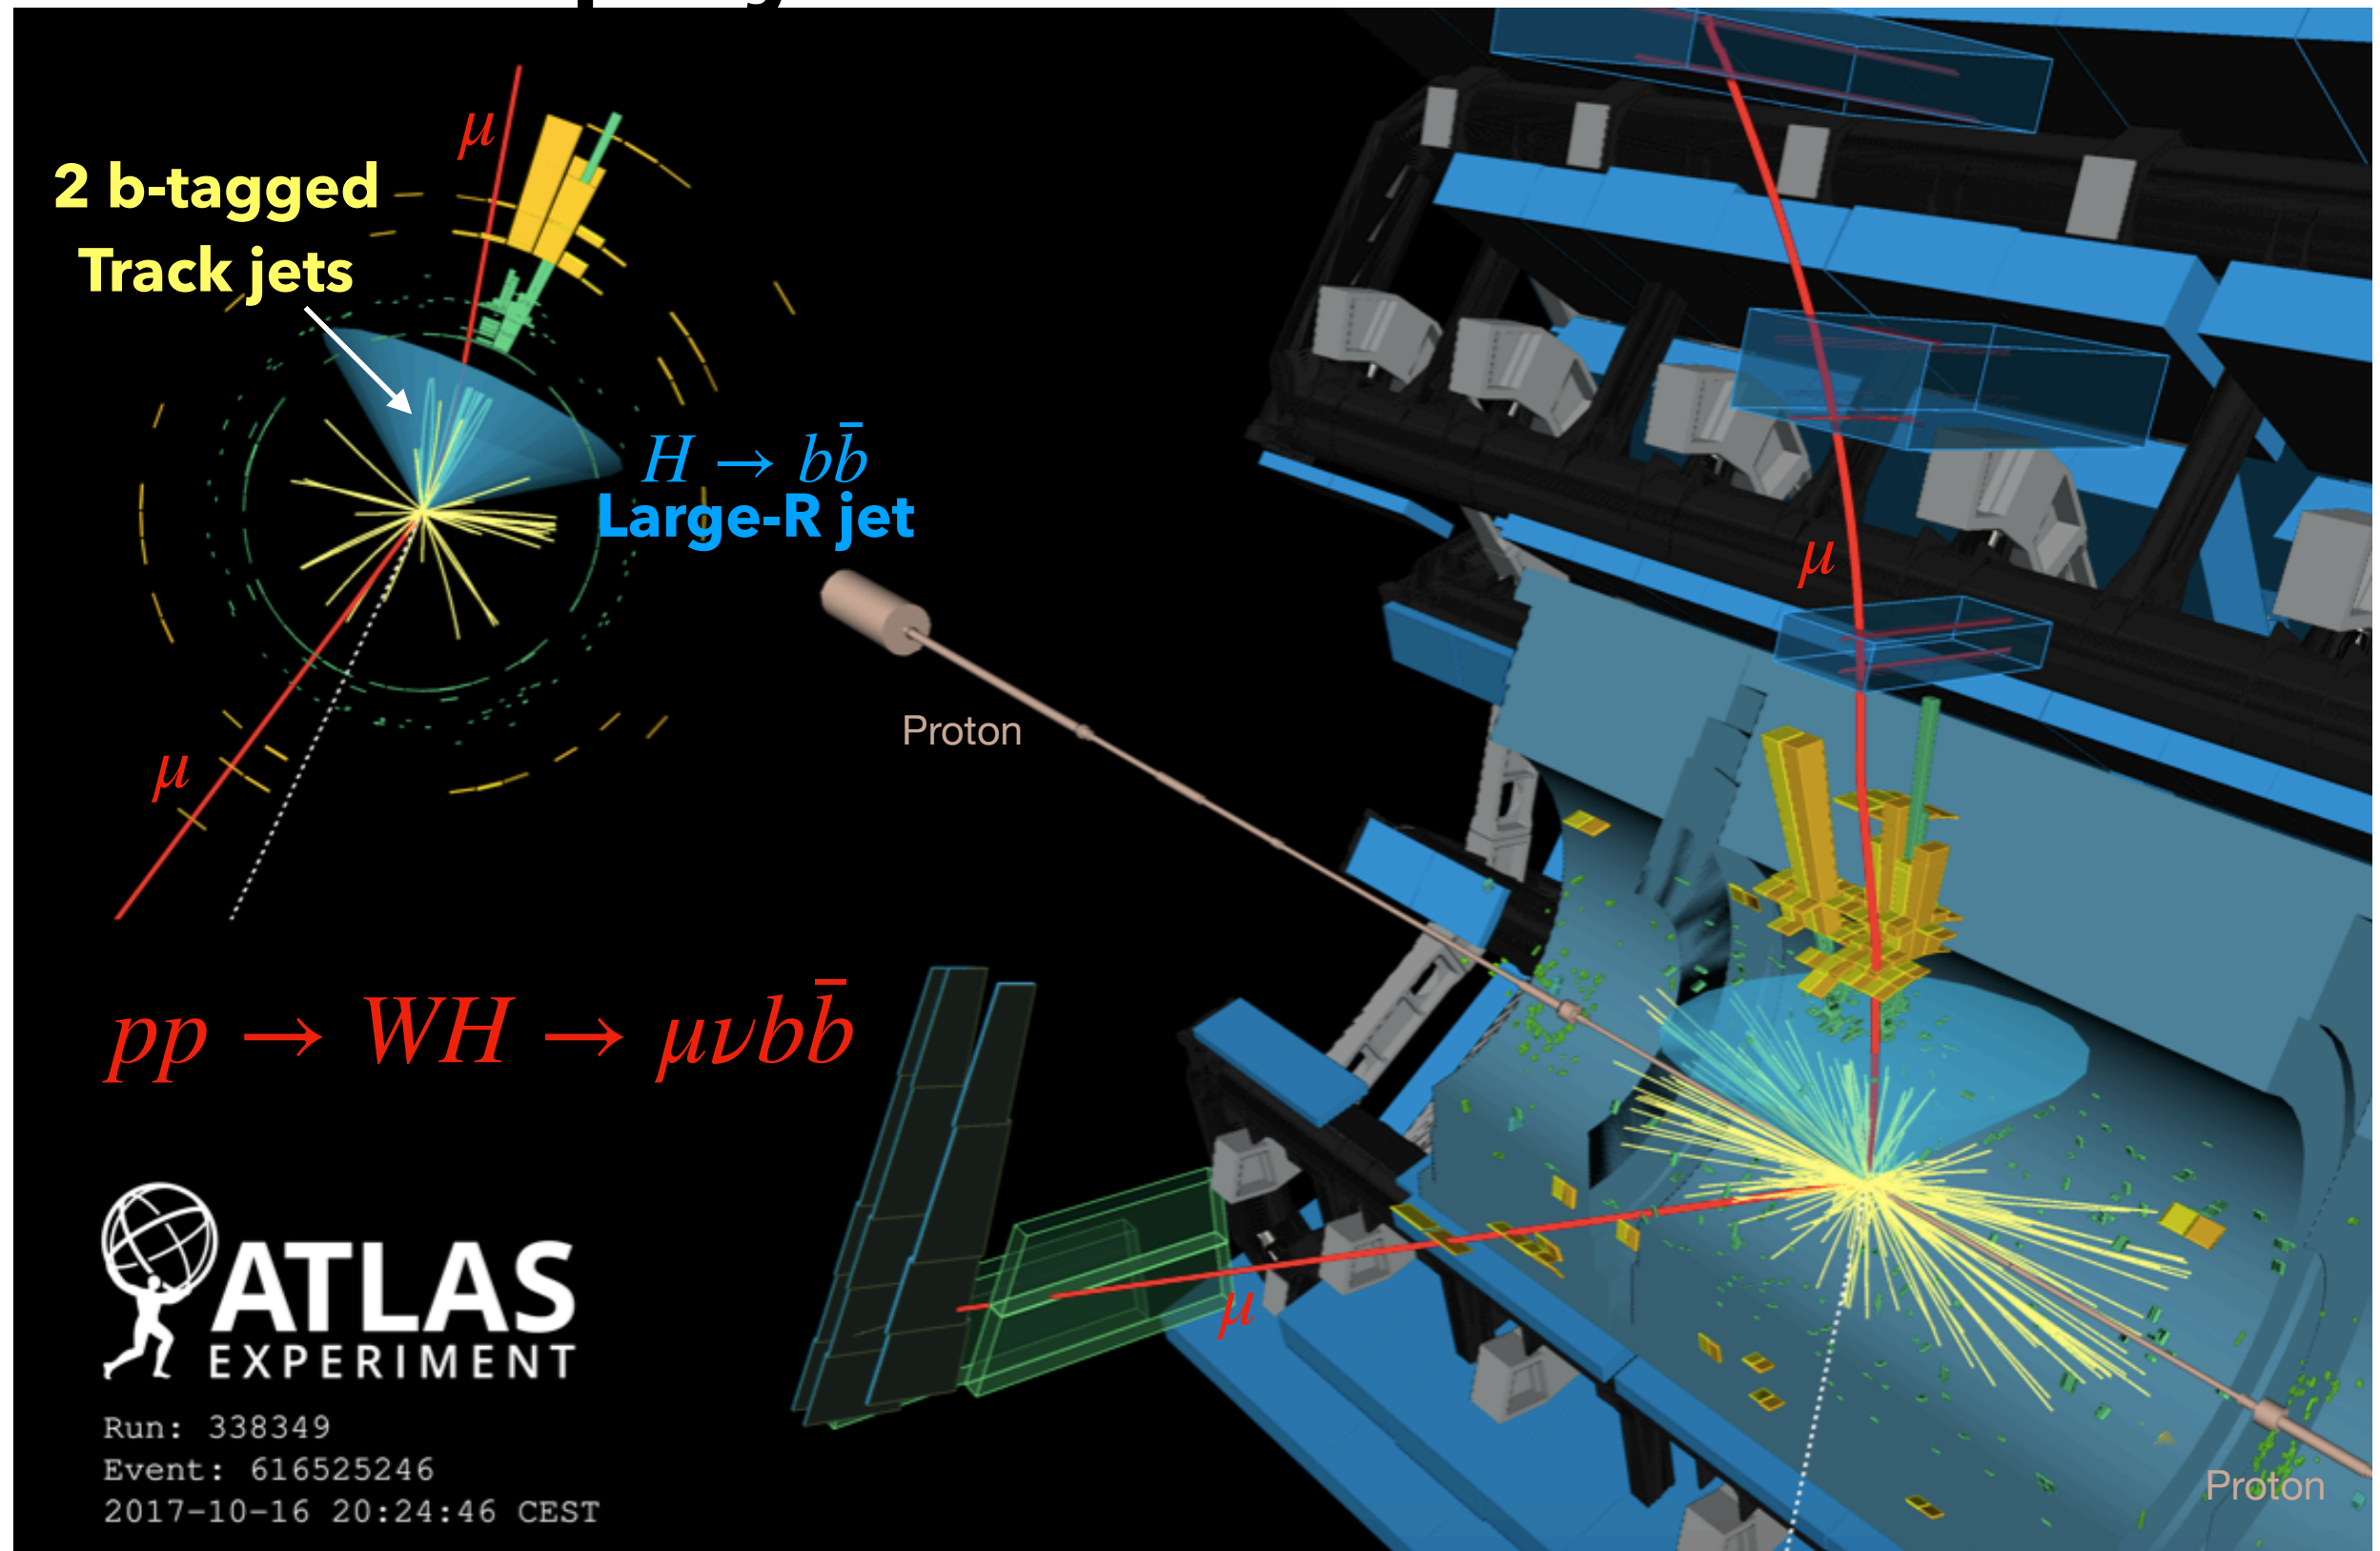 μ
2 b-tagged
Track jets
H → bb̄
Large-R jet
μ
Proton
μ
pp → WH → μνbb̄
μ
ATLAS
EXPERIMENT
Run: 338349
Event: 616525246
2017-10-16 20:24:46 CEST
Proton